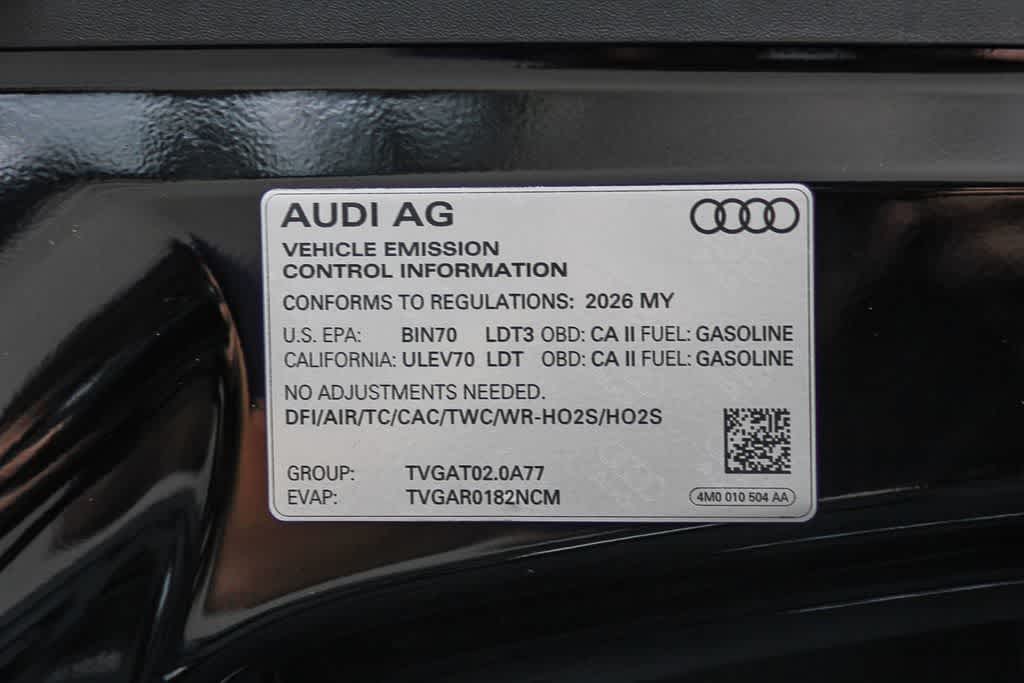 AUDI AG
VEHICLE EMISSION
CONTROL INFORMATION
CONFORMS TO REGULATIONS: 2026 MY
U.S. EPA: BIN70 LDT3 OBD: CA II FUEL: GASOLINE
CALIFORNIA: ULEV70 LDT OBD: CA II FUEL: GASOLINE
NO ADJUSTMENTS NEEDED.
DFI/AIR/TC/CAC/TWC/WR-HO2S/HO2S
GROUP: TVGAT02.0A77
EVAP: TVGAR0182NCM
4M0 010 504 AA